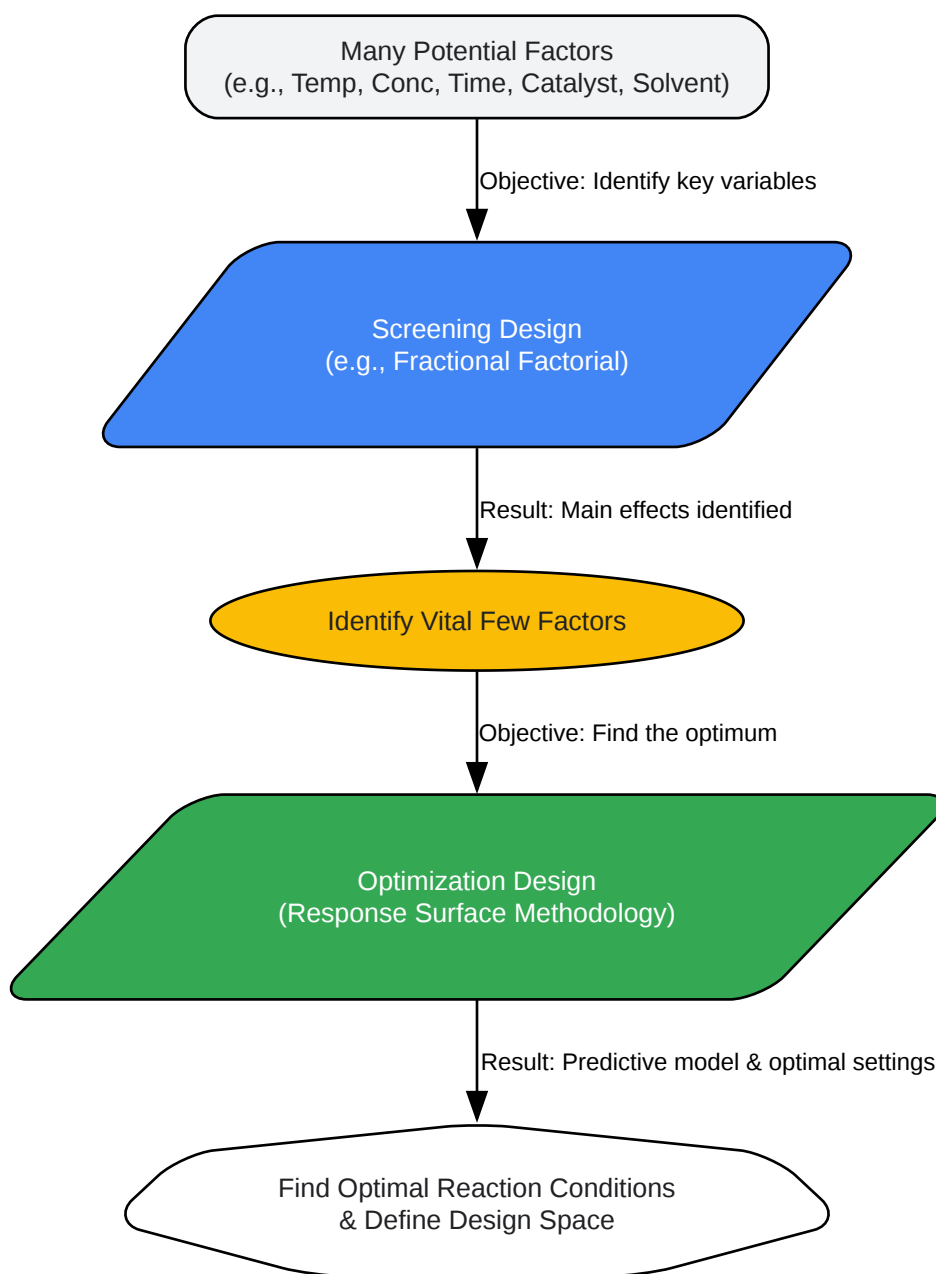 Many Potential Factors
(e.g., Temp, Conc, Time, Catalyst, Solvent)
Objective: Identify key variables
Screening Design
(e.g., Fractional Factorial)
Result: Main effects identified
Identify Vital Few Factors
Objective: Find the optimum
Optimization Design
(Response Surface Methodology)
Result: Predictive model & optimal settings
Find Optimal Reaction Conditions
& Define Design Space